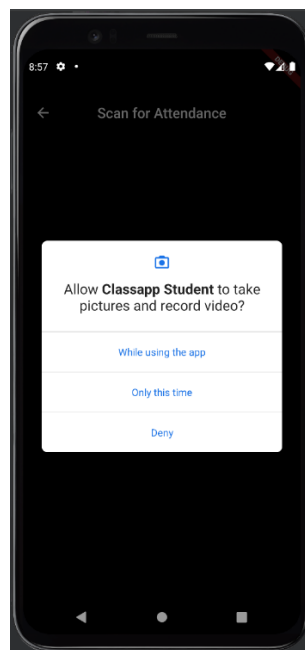 8:57
Scan for Attendance
Allow Classapp Student to take
pictures and record video?
While using the app
Only this time
Deny